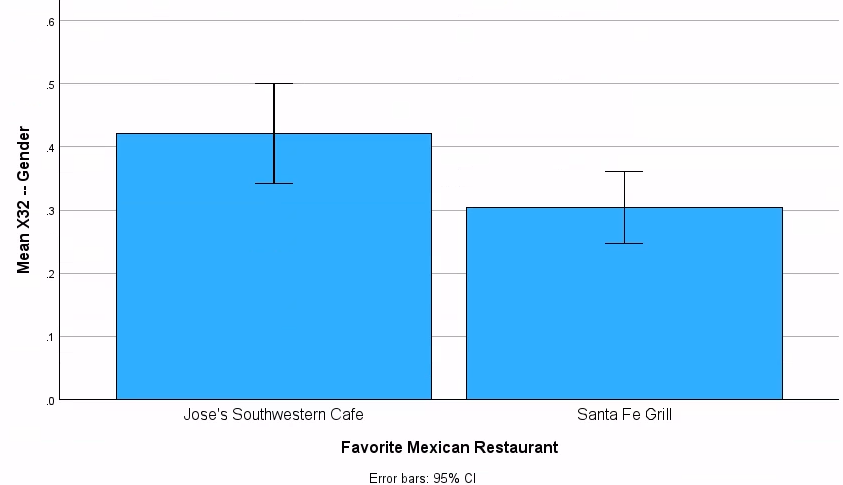 .6
.5
.4
.3
.2
.1
.0
Mean X32 -- Gender
Jose's Southwestern Cafe
Santa Fe Grill
Favorite Mexican Restaurant
Error bars: 95% CI